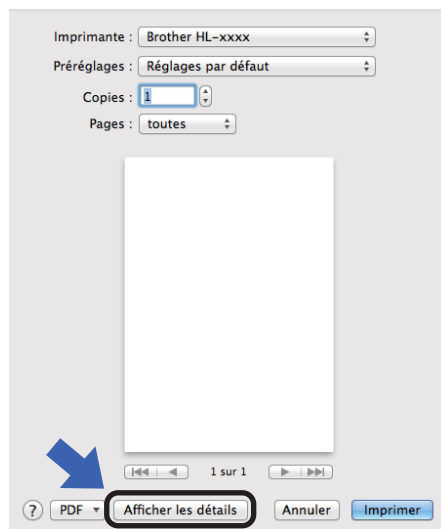 Imprimante : Brother HL-xxxx
Préréglages : Réglages par défaut
Copies : 1
Pages : toutes
1 sur 1
? PDF Afficher les détails Annuler Imprimer